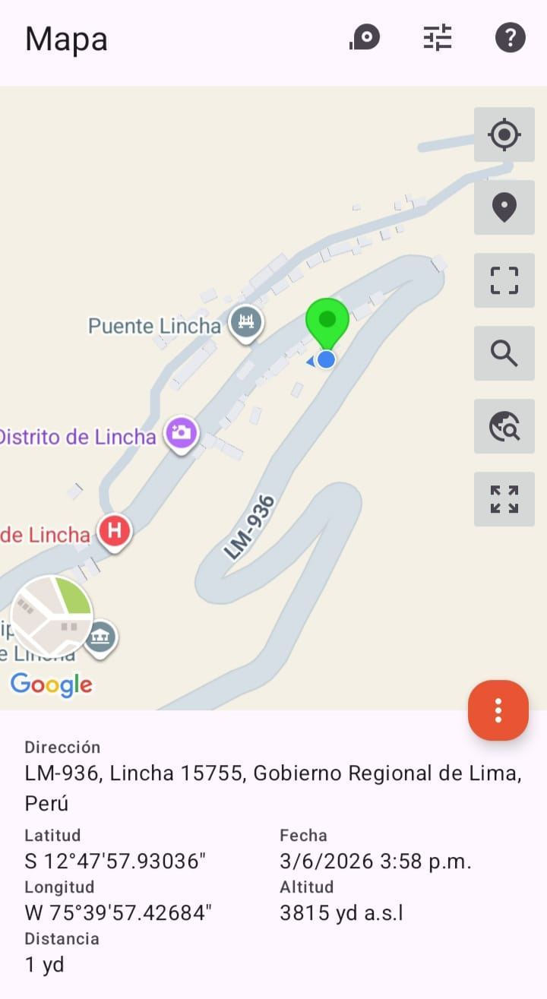 Mapa
Puente Lincha
Distrito de Lincha
de Lincha
H
LM-936
Google
Dirección
LM-936, Lincha 15755, Gobierno Regional de Lima,
Perú
Latitud
S 12°47'57.93036"
Fecha
3/6/2026 3:58 p.m.
Longitud
W 75°39'57.42684"
Altitud
3815 yd a.s.l
Distancia
1 yd